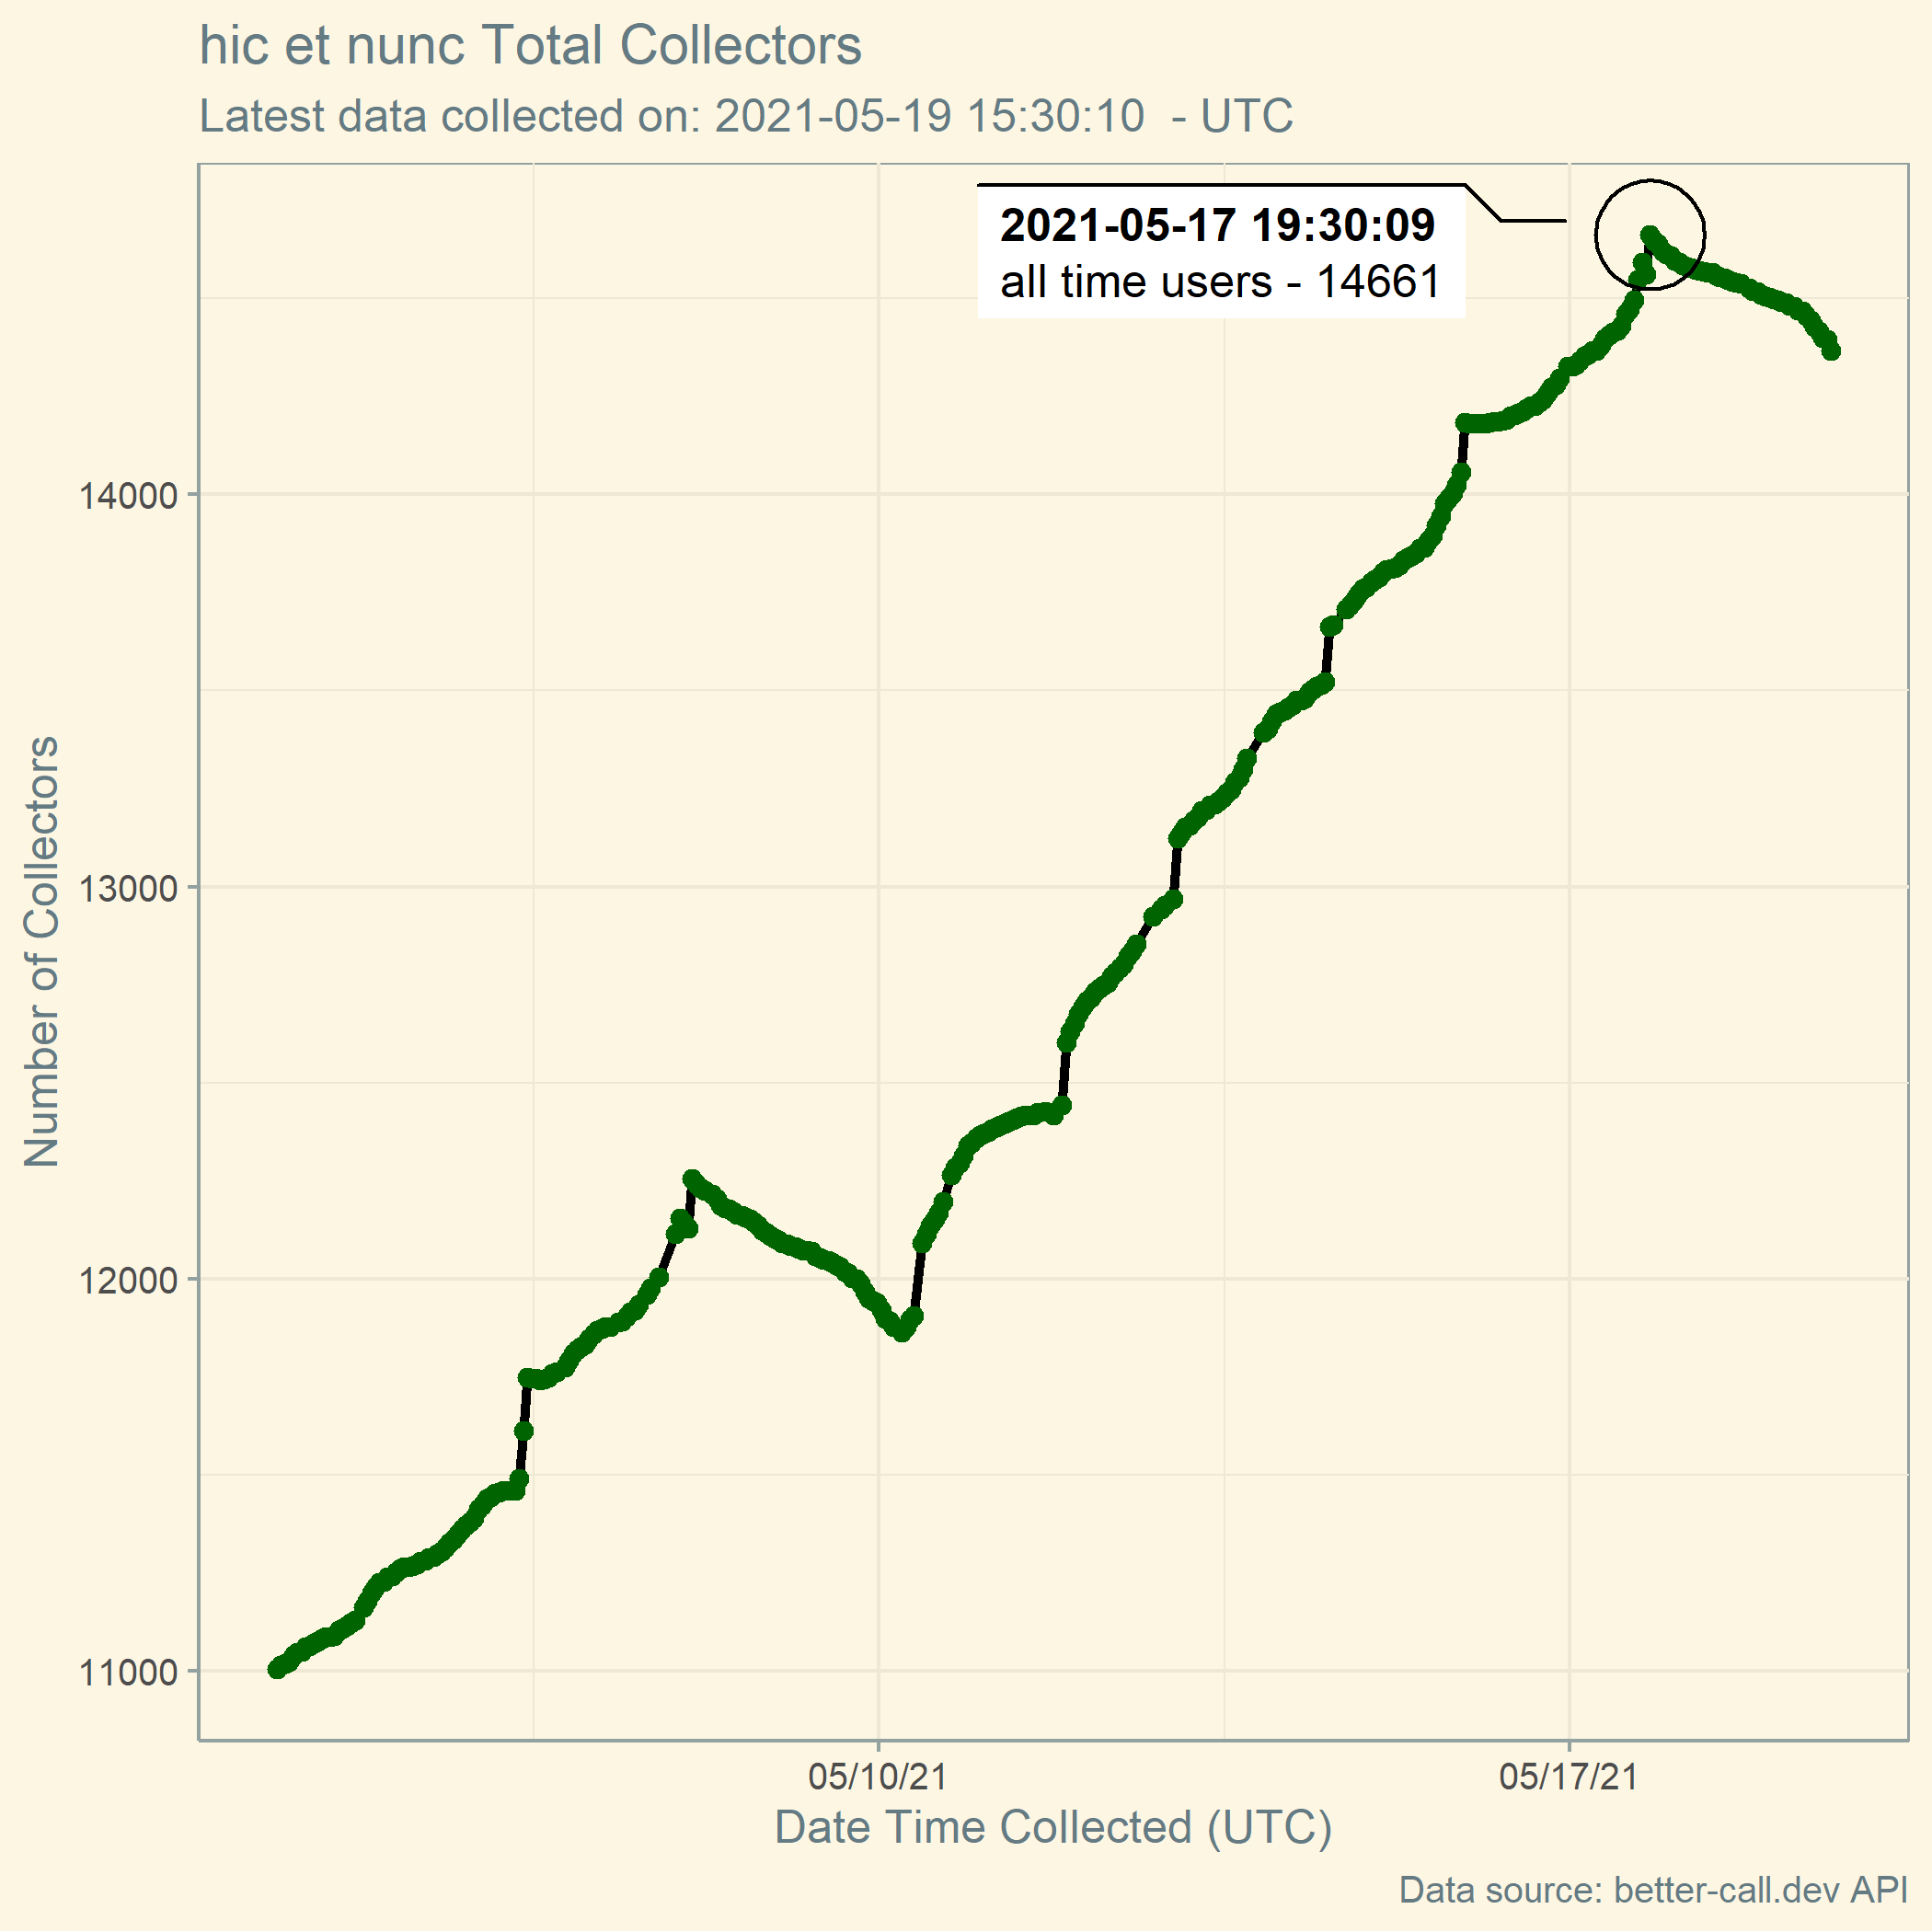 hic et nunc Total Collectors
Latest data collected on: 2021-05-19 15:30:10  - UTC
2021-05-17 19:30:09
all time users - 14661
Number of Collectors
14000
13000
12000
11000
05/10/21
05/17/21
Date Time Collected (UTC)
Data source: better-call.dev API